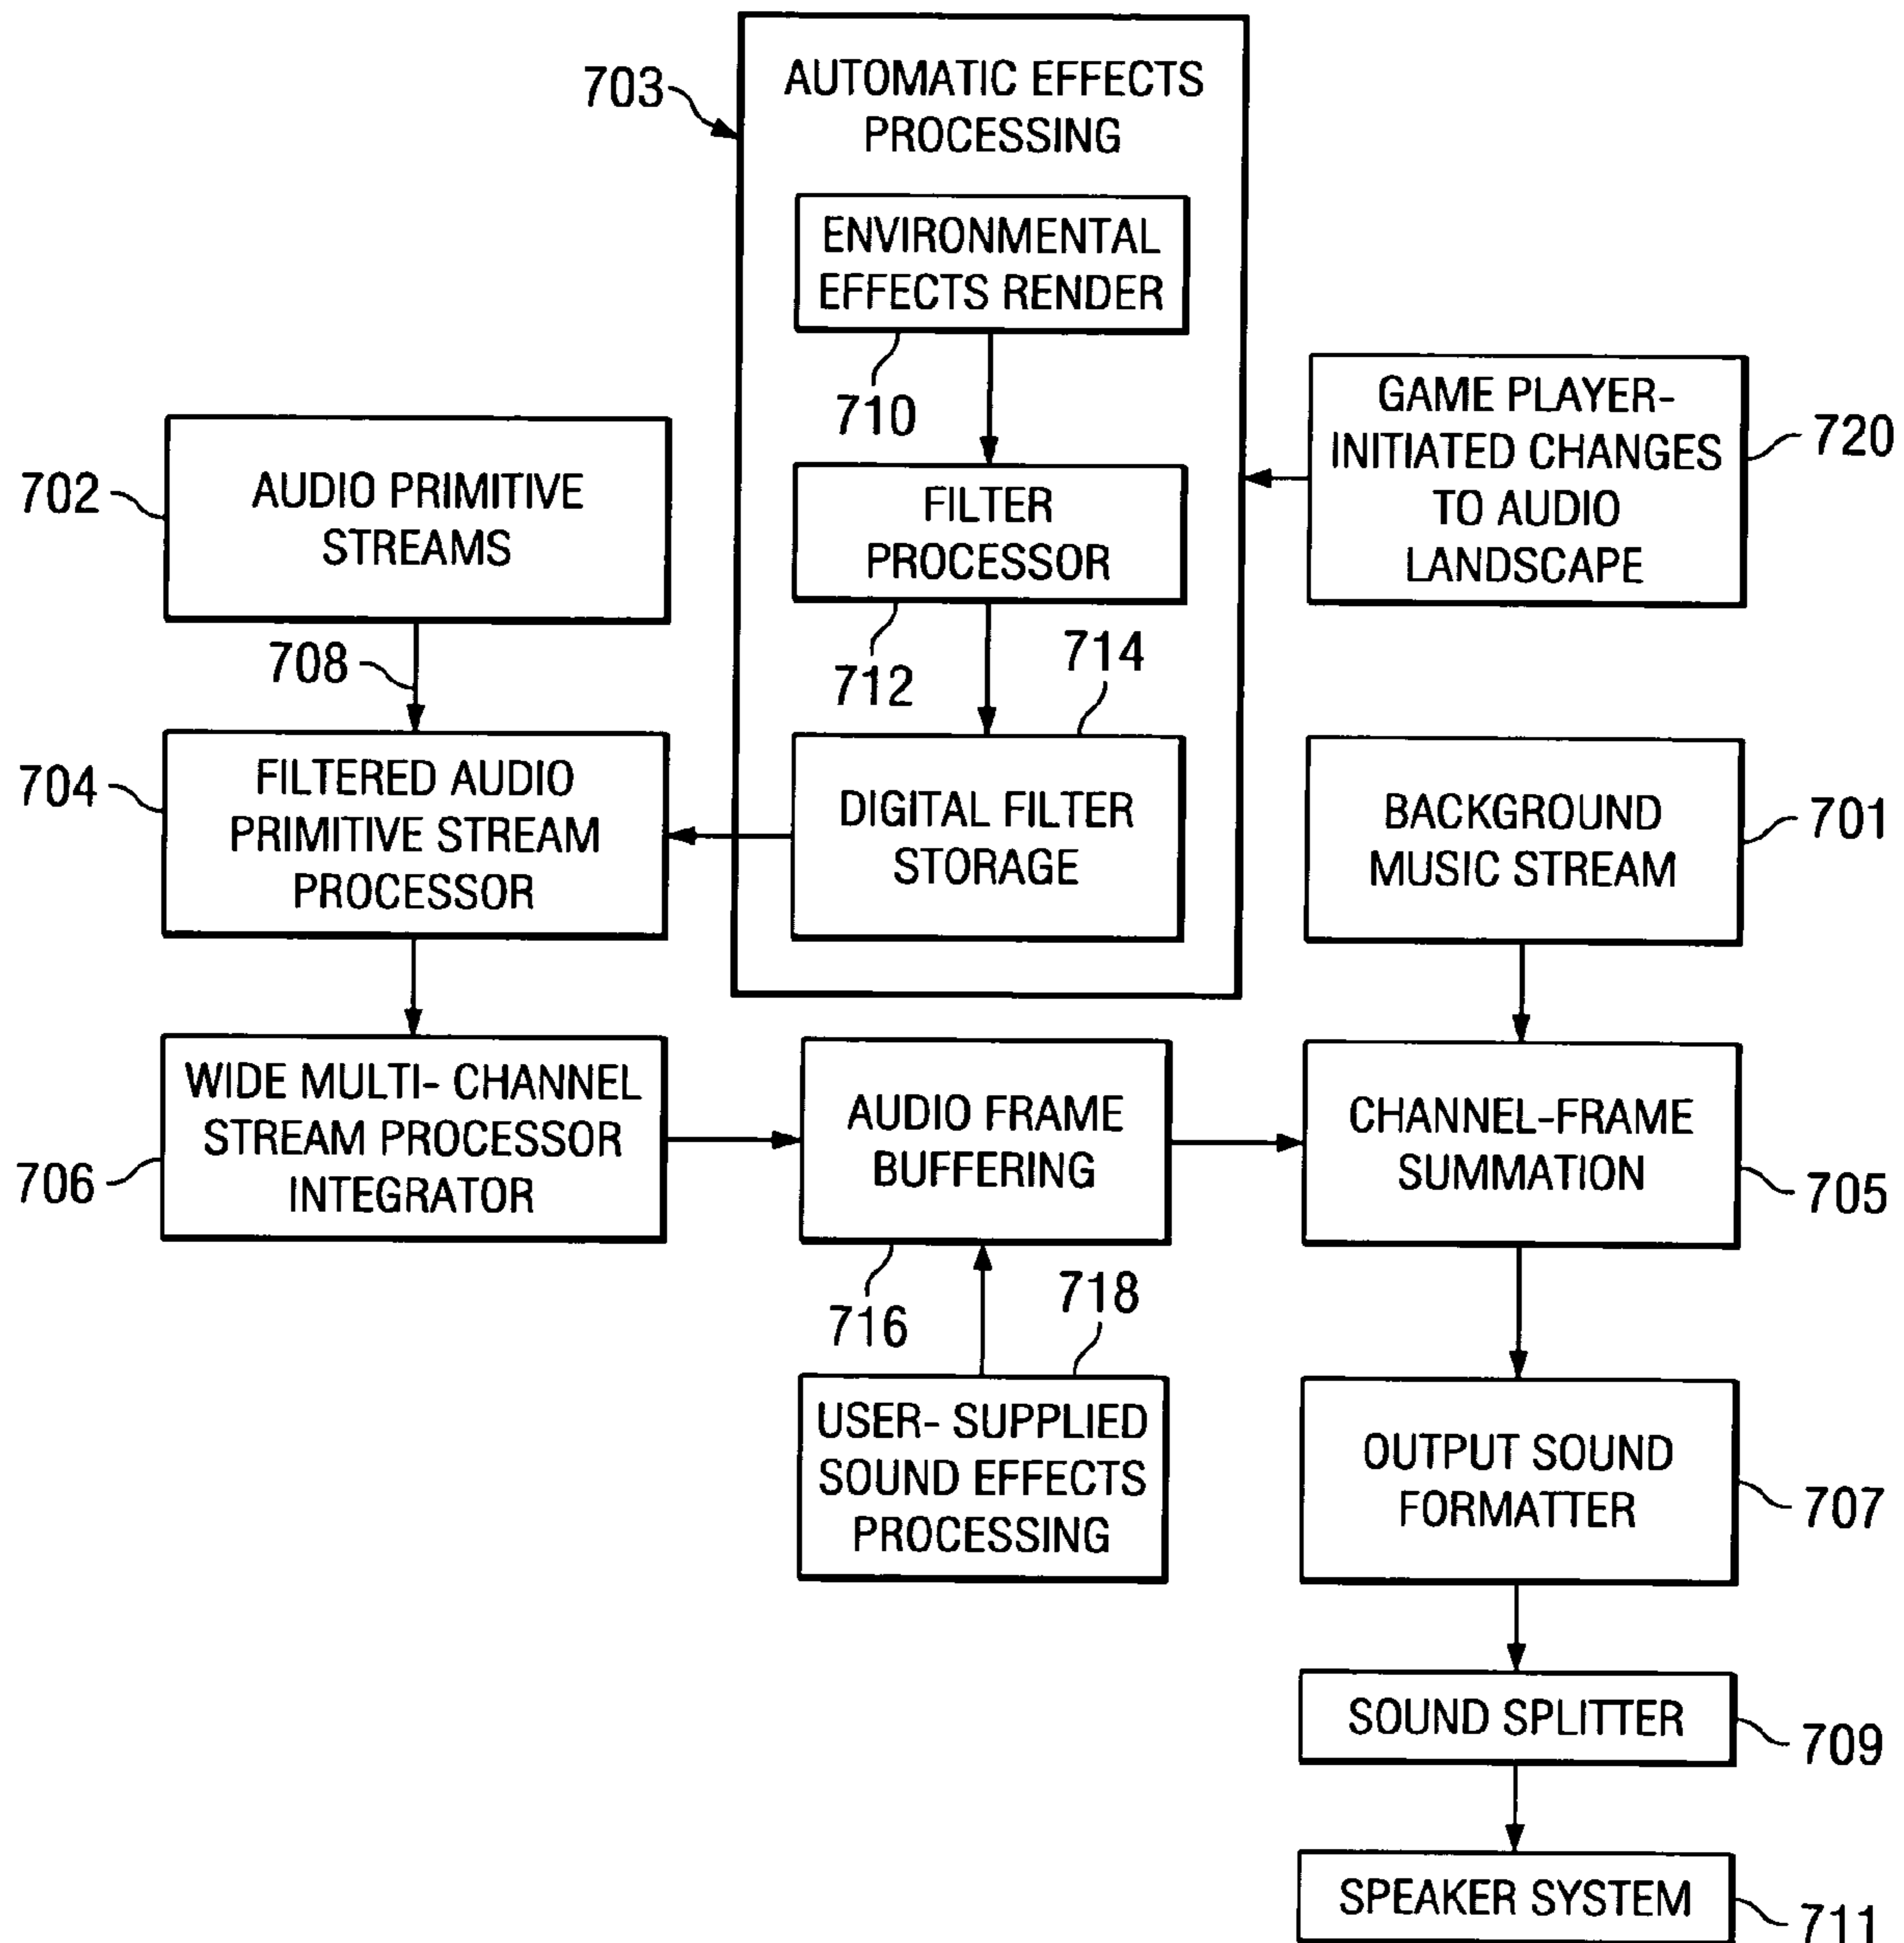 703
AUTOMATIC EFFECTS
PROCESSING
ENVIRONMENTAL
EFFECTS RENDER
710
GAME PLAYER-
INITIATED CHANGES
TO AUDIO
LANDSCAPE
720
702
AUDIO PRIMITIVE
STREAMS
FILTER
PROCESSOR
708
712
714
704
FILTERED AUDIO
PRIMITIVE STREAM
PROCESSOR
DIGITAL FILTER
STORAGE
BACKGROUND
MUSIC STREAM
701
706
WIDE MULTI- CHANNEL
STREAM PROCESSOR
INTEGRATOR
AUDIO FRAME
BUFFERING
CHANNEL-FRAME
SUMMATION
705
716
718
USER- SUPPLIED
SOUND EFFECTS
PROCESSING
OUTPUT SOUND
FORMATTER
707
SOUND SPLITTER
709
SPEAKER SYSTEM
711